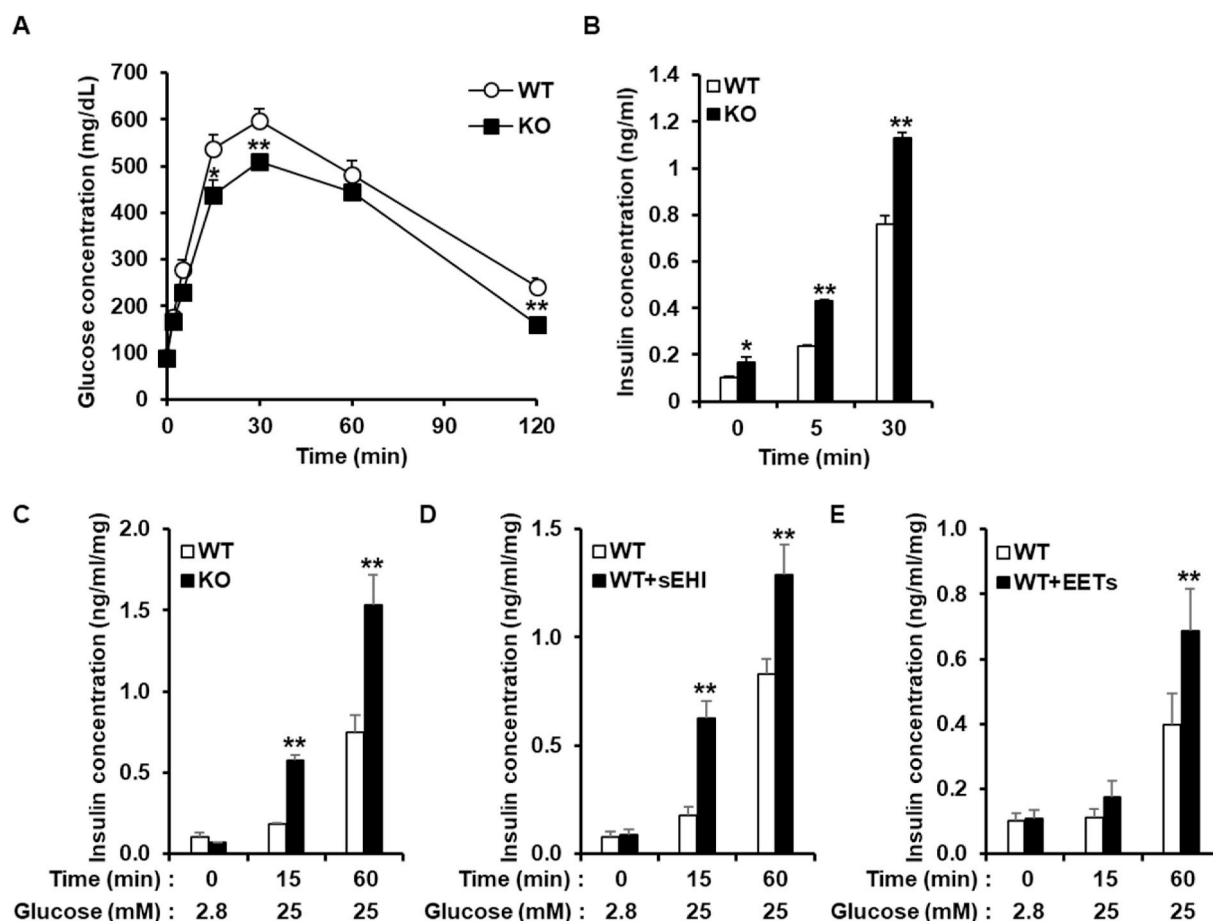 A
Glucose concentration (mg/dL)
700
600
500
400
300
200
100
0
WT
KO
*
**
**
0 30 60 90 120
Time (min)
B
Insulin concentration (ng/ml)
1.4
1.2
1
0.8
0.6
0.4
0.2
0
WT
KO
*
**
**
0 5 30
Time (min)
C
Insulin concentration (ng/ml/mg)
2.0
1.5
1.0
0.5
0.0
WT
KO
**
**
Time (min) : 0 15 60
Glucose (mM) : 2.8 25 25
D
Insulin concentration (ng/ml/mg)
1.5
1.0
0.5
0.0
WT
WT+sEHI
**
**
Time (min) : 0 15 60
Glucose (mM) : 2.8 25 25
E
Insulin concentration (ng/ml/mg)
1.0
0.8
0.6
0.4
0.2
0.0
WT
WT+EETs
**
Time (min) : 0 15 60
Glucose (mM) : 2.8 25 25